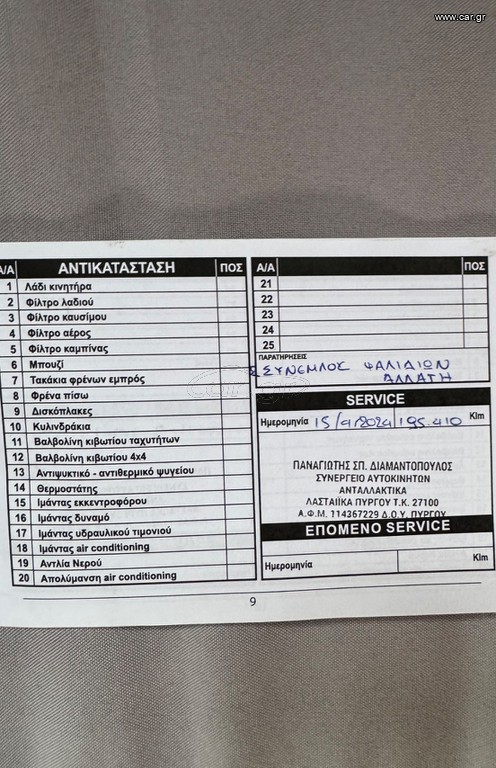 www.car.gr
Α/Α ΑΝΤΙΚΑΤΑΣΤΑΣΗ ΠΟΣ
1 Λάδι κινητήρα
2 Φίλτρο λαδιού
3 Φίλτρο καυσίμου
4 Φίλτρο αέρος
5 Φίλτρο καμπίνας
6 Μπουζί
7 Τακάκια φρένων εμπρός
8 Φρένα πίσω
9 Δισκόπλακες
10 Κυλινδράκια
11 Βαλβολίνη κιβωτίου ταχυτήτων
12 Βαλβολίνη κιβωτίου 4x4
13 Αντιψυκτικό - αντιθερμικό ψυγείου
14 Θερμοστάτης
15 Ιμάντας εκκεντροφόρου
16 Ιμάντας δυναμό
17 Ιμάντας υδραυλικού τιμονιού
18 Ιμάντας air conditioning
19 Αντλία Νερού
20 Απολύμανση air conditioning
Α/Α ΠΟΣ
21
22
23
24
25
ΠΑΡΑΤΗΡΗΣΕΙΣ
ΣΥΝΕΜΛΟΚ ΨΑΛΙΔΙΩΝ
ΑΛΛΑΓΗ
SERVICE
Ημερομηνία 15/4/2024 195.410 Klm
ΠΑΝΑΓΙΩΤΗΣ ΣΠ. ΔΙΑΜΑΝΤΟΠΟΥΛΟΣ
ΣΥΝΕΡΓΕΙΟ ΑΥΤΟΚΙΝΗΤΩΝ
ΑΝΤΑΛΛΑΚΤΙΚΑ
ΛΑΣΤΑΙΪΚΑ ΠΥΡΓΟΥ Τ.Κ. 27100
Α.Φ.Μ. 114367229 Δ.Ο.Υ. ΠΥΡΓΟΥ
ΕΠΟΜΕΝΟ SERVICE
Ημερομηνία Klm
9